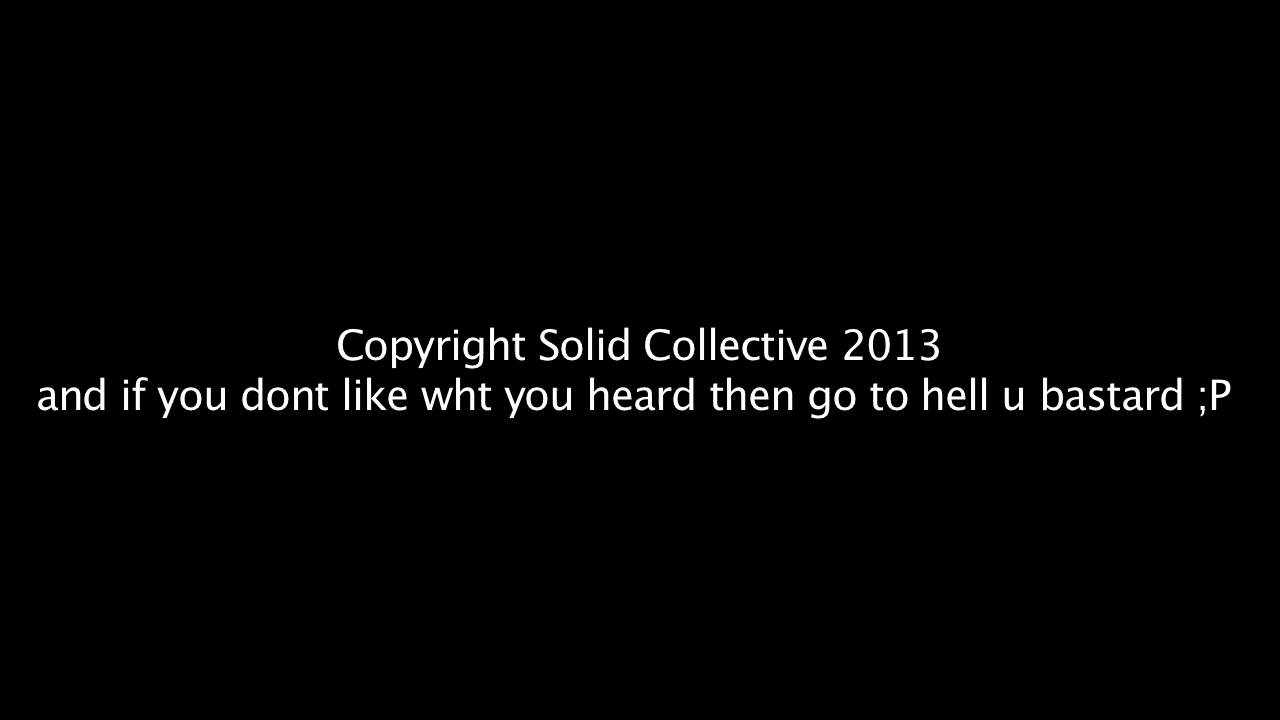 Copyright Solid Collective 2013
and if you dont like wht you heard then go to hell u bastard ;P